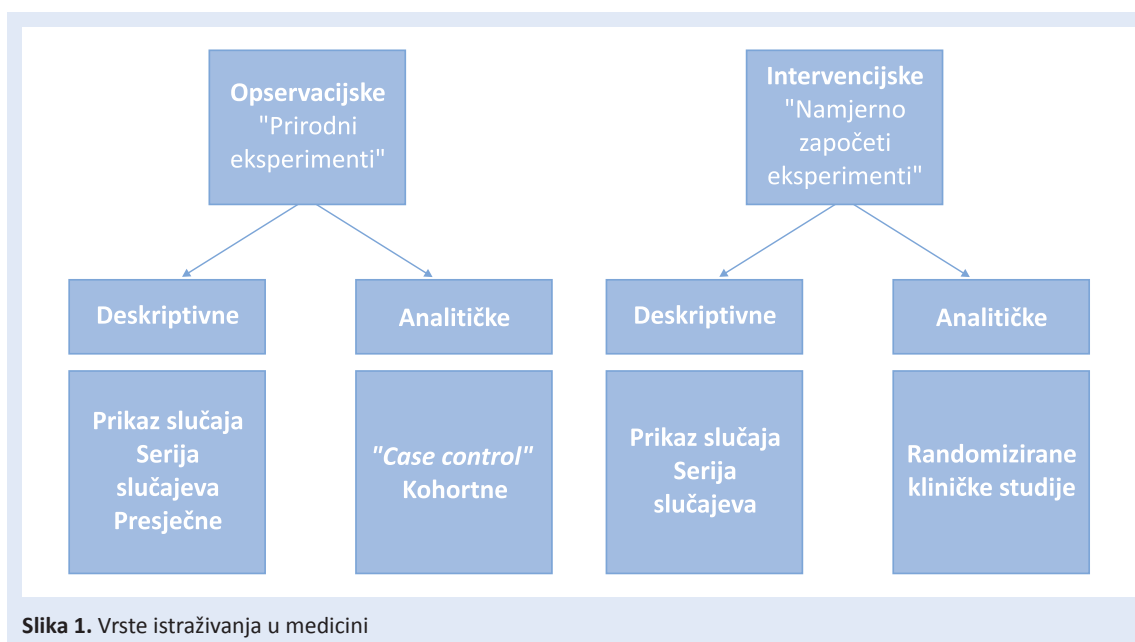 Opservacijske
"Prirodni
eksperimenti"
Intervencijske
"Namjerno
započeti
eksperimenti"
Deskriptivne
Analitičke
Deskriptivne
Analitičke
Prikaz slučaja
Serija
slučajeva
Presječne
"Case control"
Kohortne
Prikaz slučaja
Serija
slučajeva
Randomizirane
kliničke studije
Slika 1. Vrste istraživanja u medicini